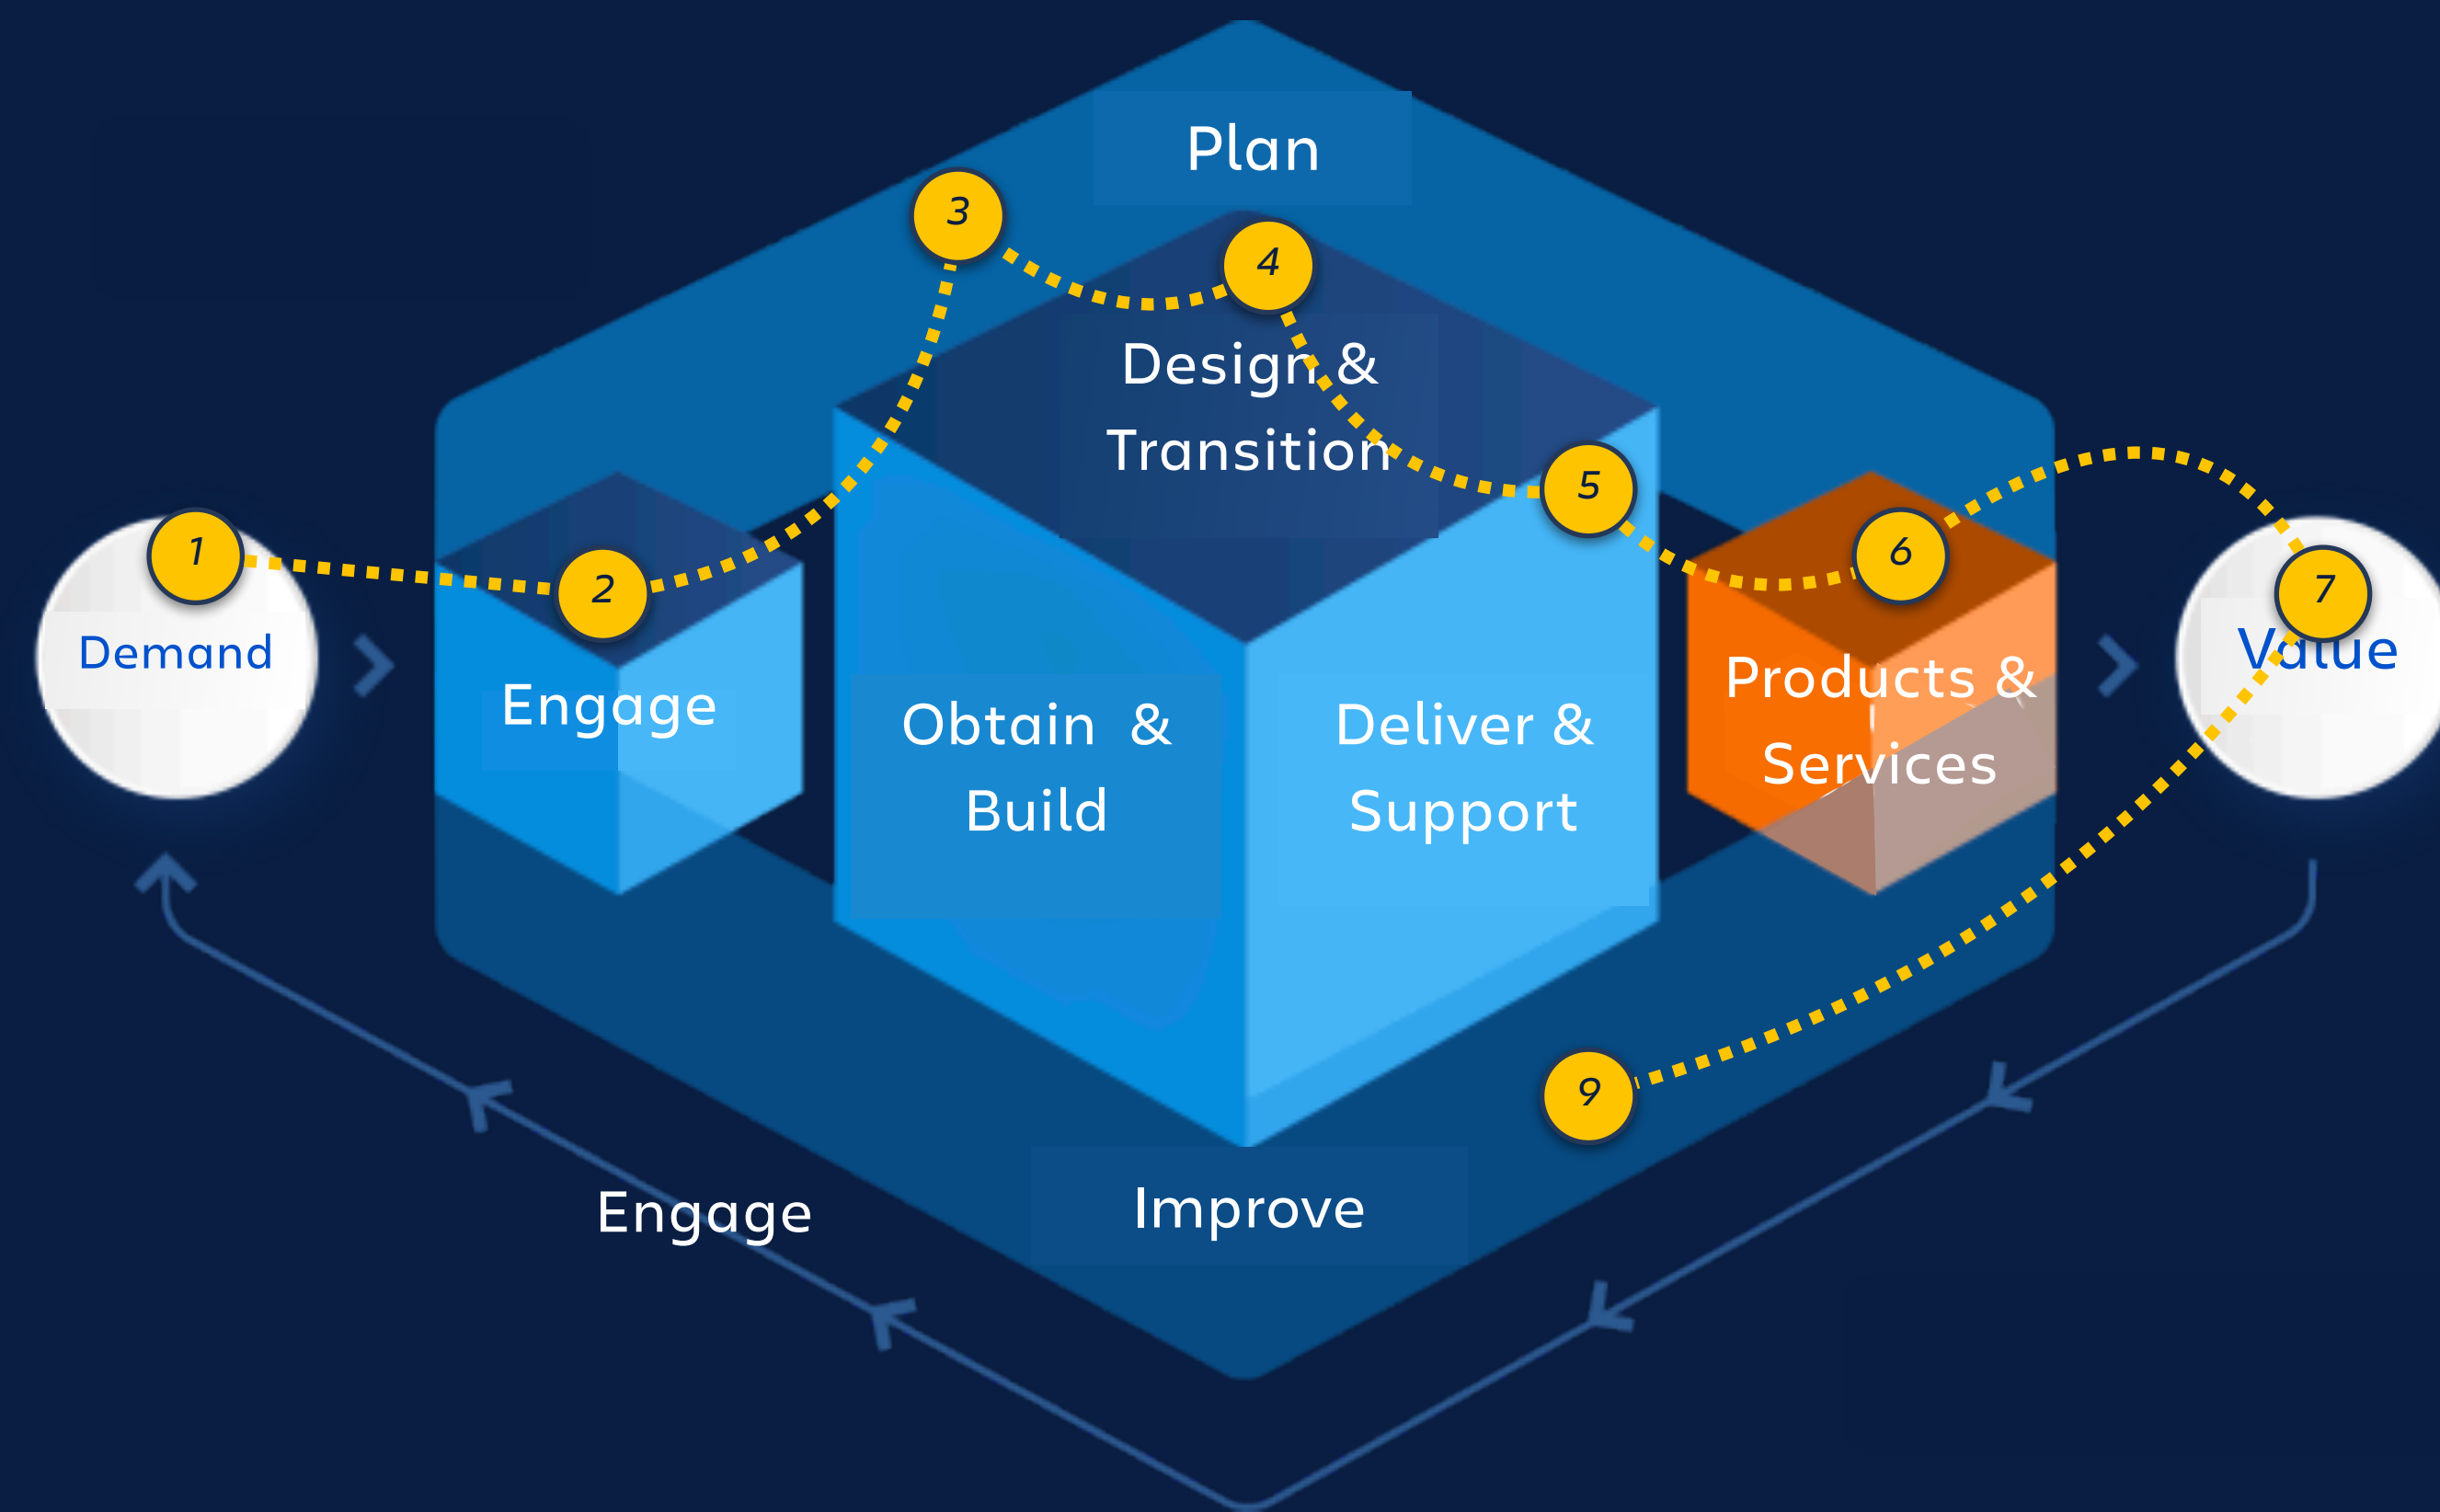 Plan
3
4
Design &
Transition
5
1
2
6
7
Demand
Engage
Obtain &
Build
Deliver &
Support
Products &
Services
Value
9
Engage
Improve